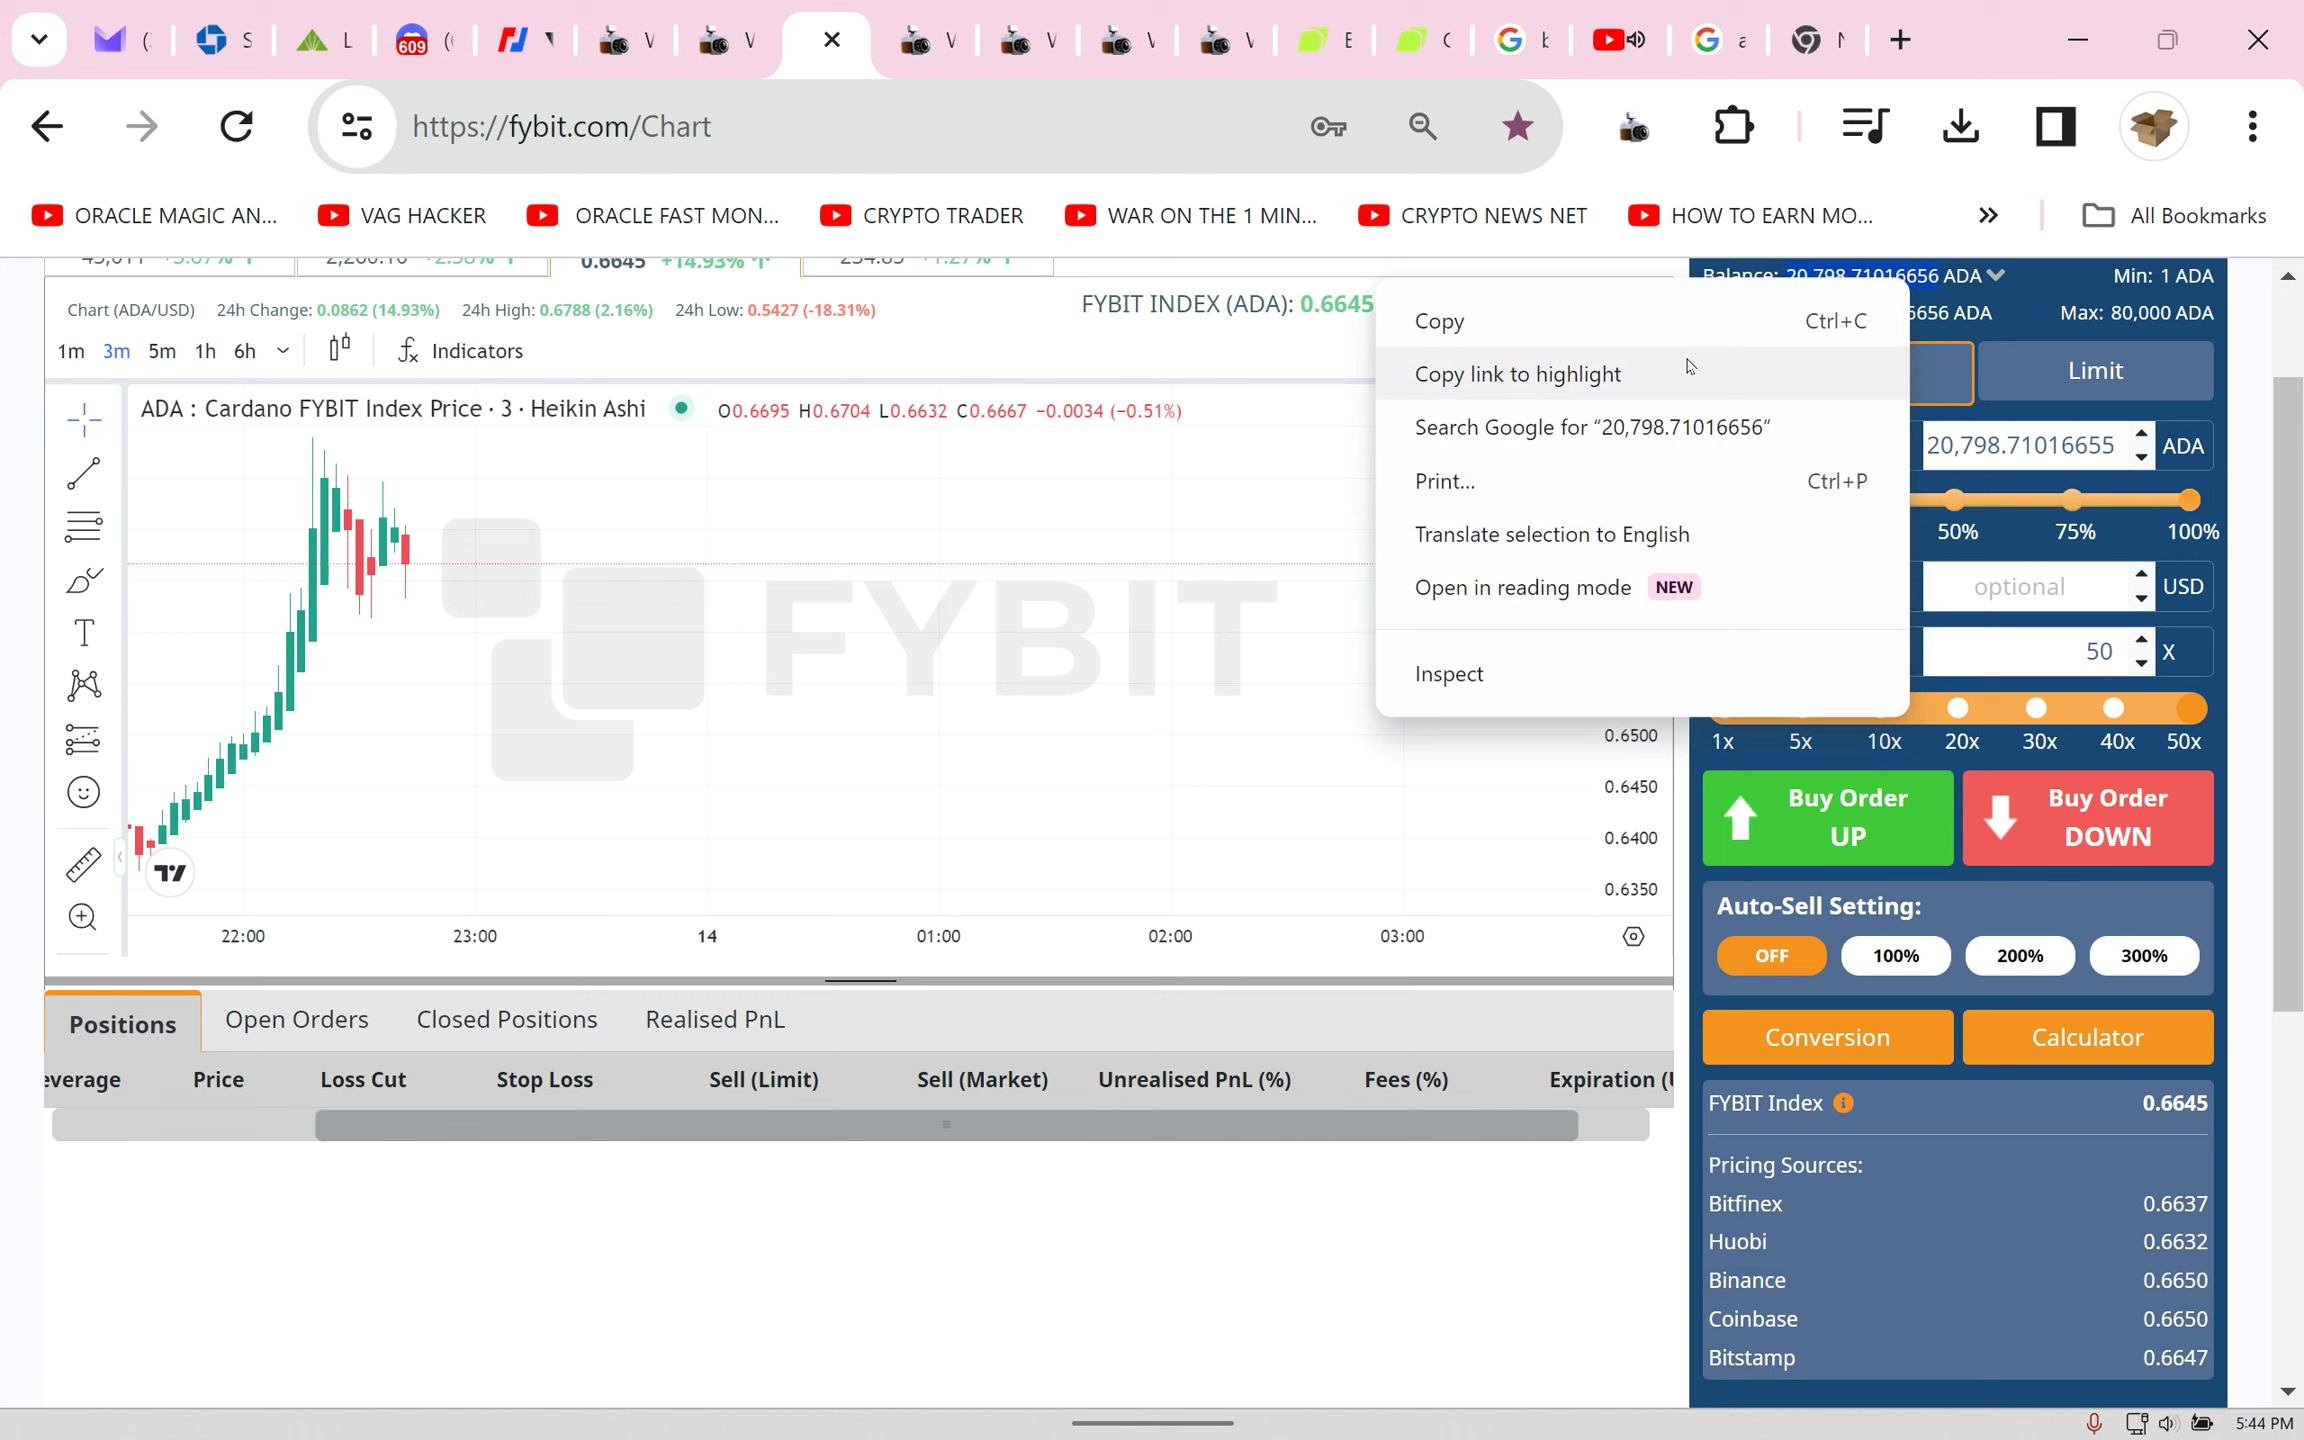 https://fybit.com/Chart
ORACLE MAGIC AN...
VAG HACKER
ORACLE FAST MON...
CRYPTO TRADER
WAR ON THE 1 MIN...
CRYPTO NEWS NET
HOW TO EARN MO...
All Bookmarks
0.6645 +14.93%
Balance: 20,798.71016656 ADA
Min: 1 ADA
6656 ADA
Max: 80,000 ADA
Chart (ADA/USD) 24h Change: 0.0862 (14.93%) 24h High: 0.6788 (2.16%) 24h Low: 0.5427 (-18.31%)
FYBIT INDEX (ADA): 0.6645
1m 3m 5m 1h 6h
Indicators
ADA : Cardano FYBIT Index Price · 3 · Heikin Ashi
O0.6695 H0.6704 L0.6632 C0.6667 -0.0034 (-0.51%)
FYBIT
Copy Ctrl+C
Copy link to highlight
Search Google for “20,798.71016656”
Print... Ctrl+P
Translate selection to English
Open in reading mode NEW
Inspect
Limit
20,798.71016655 ADA
50% 75% 100%
optional USD
50 X
1x 5x 10x 20x 30x 40x 50x
0.6500
0.6450
0.6400
0.6350
22:00 23:00 14 01:00 02:00 03:00
Buy Order UP
Buy Order DOWN
Auto-Sell Setting:
OFF 100% 200% 300%
Conversion
Calculator
Positions
Open Orders
Closed Positions
Realised PnL
everage Price Loss Cut Stop Loss Sell (Limit) Sell (Market) Unrealised PnL (%) Fees (%) Expiration (U
FYBIT Index 0.6645
Pricing Sources:
Bitfinex 0.6637
Huobi 0.6632
Binance 0.6650
Coinbase 0.6650
Bitstamp 0.6647
5:44 PM